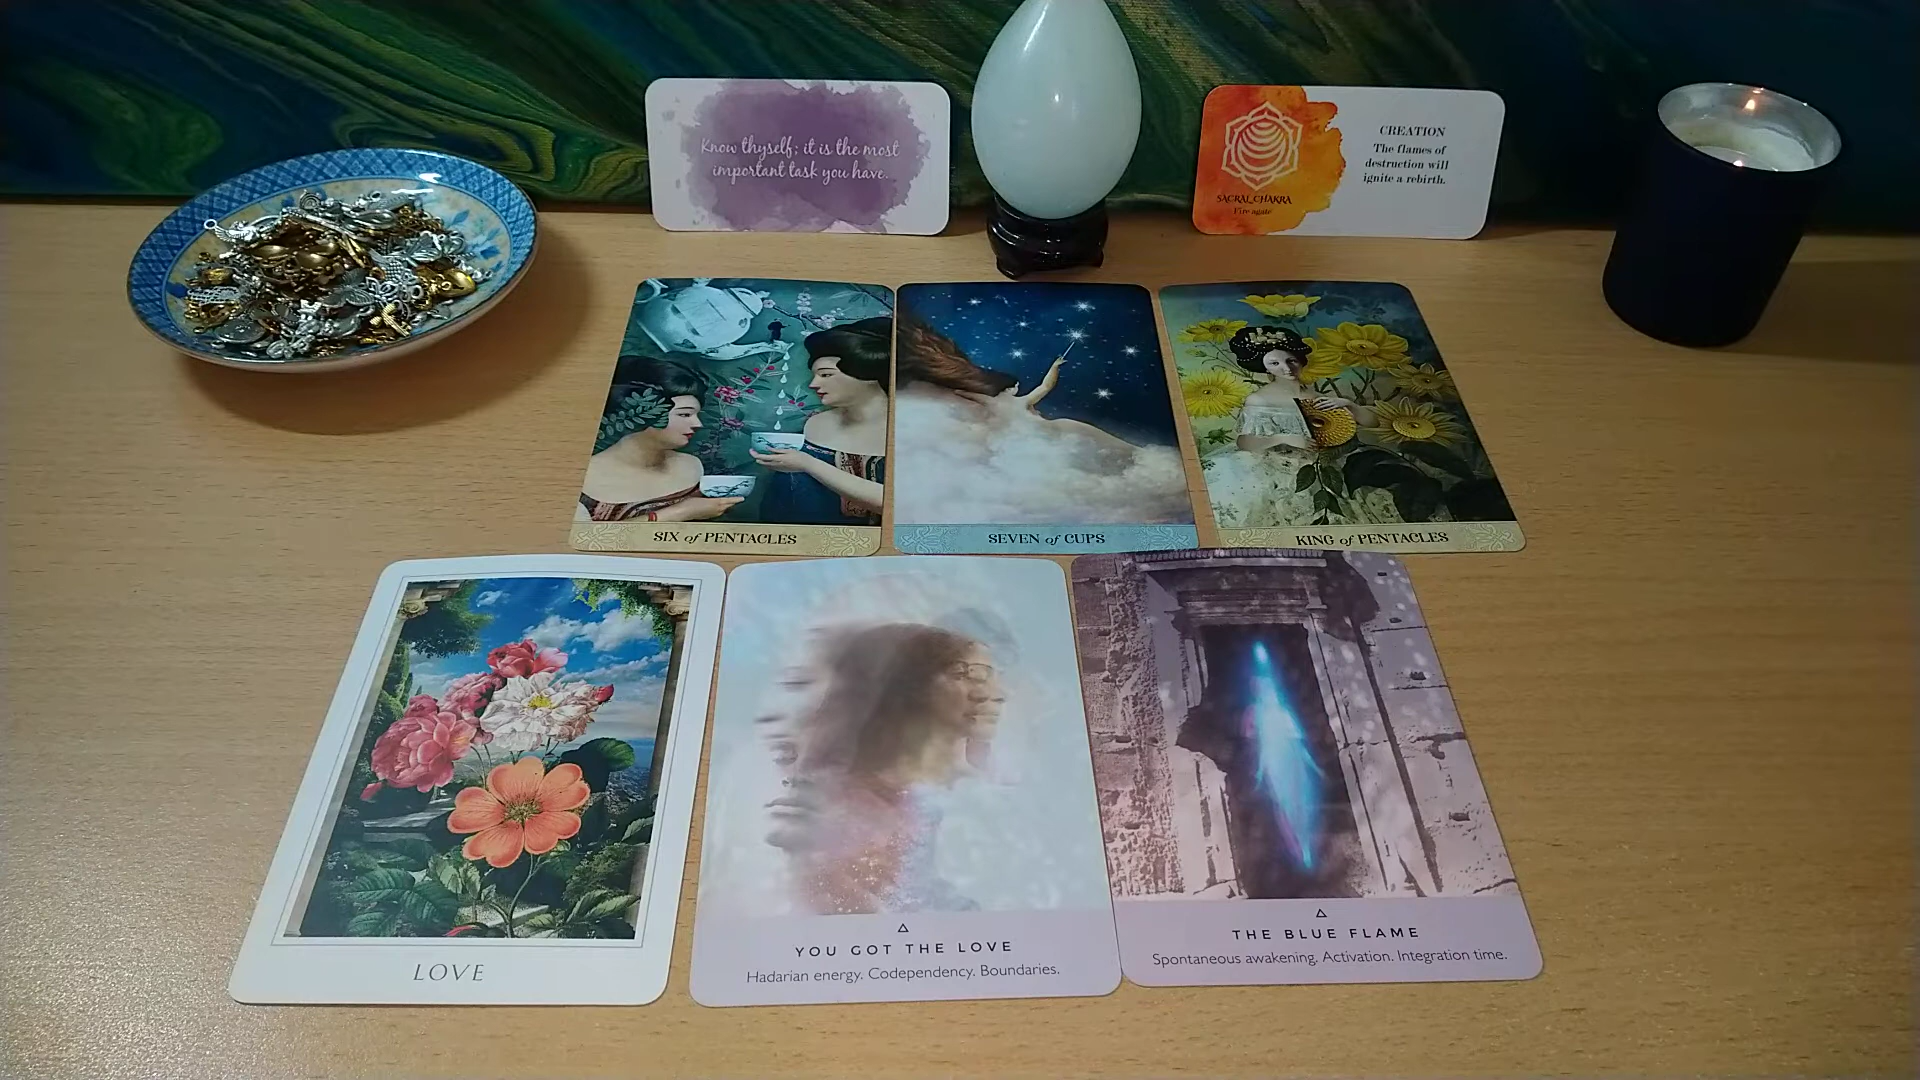 Know thyself; it is the most
important task you have.
CREATION
The flames of
destruction will
ignite a rebirth.
SACRAL CHAKRA
Fire agate
SIX of PENTACLES
SEVEN of CUPS
KING of PENTACLES
LOVE
YOU GOT THE LOVE
Hadarian energy. Codependency. Boundaries.
THE BLUE FLAME
Spontaneous awakening. Activation. Integration time.